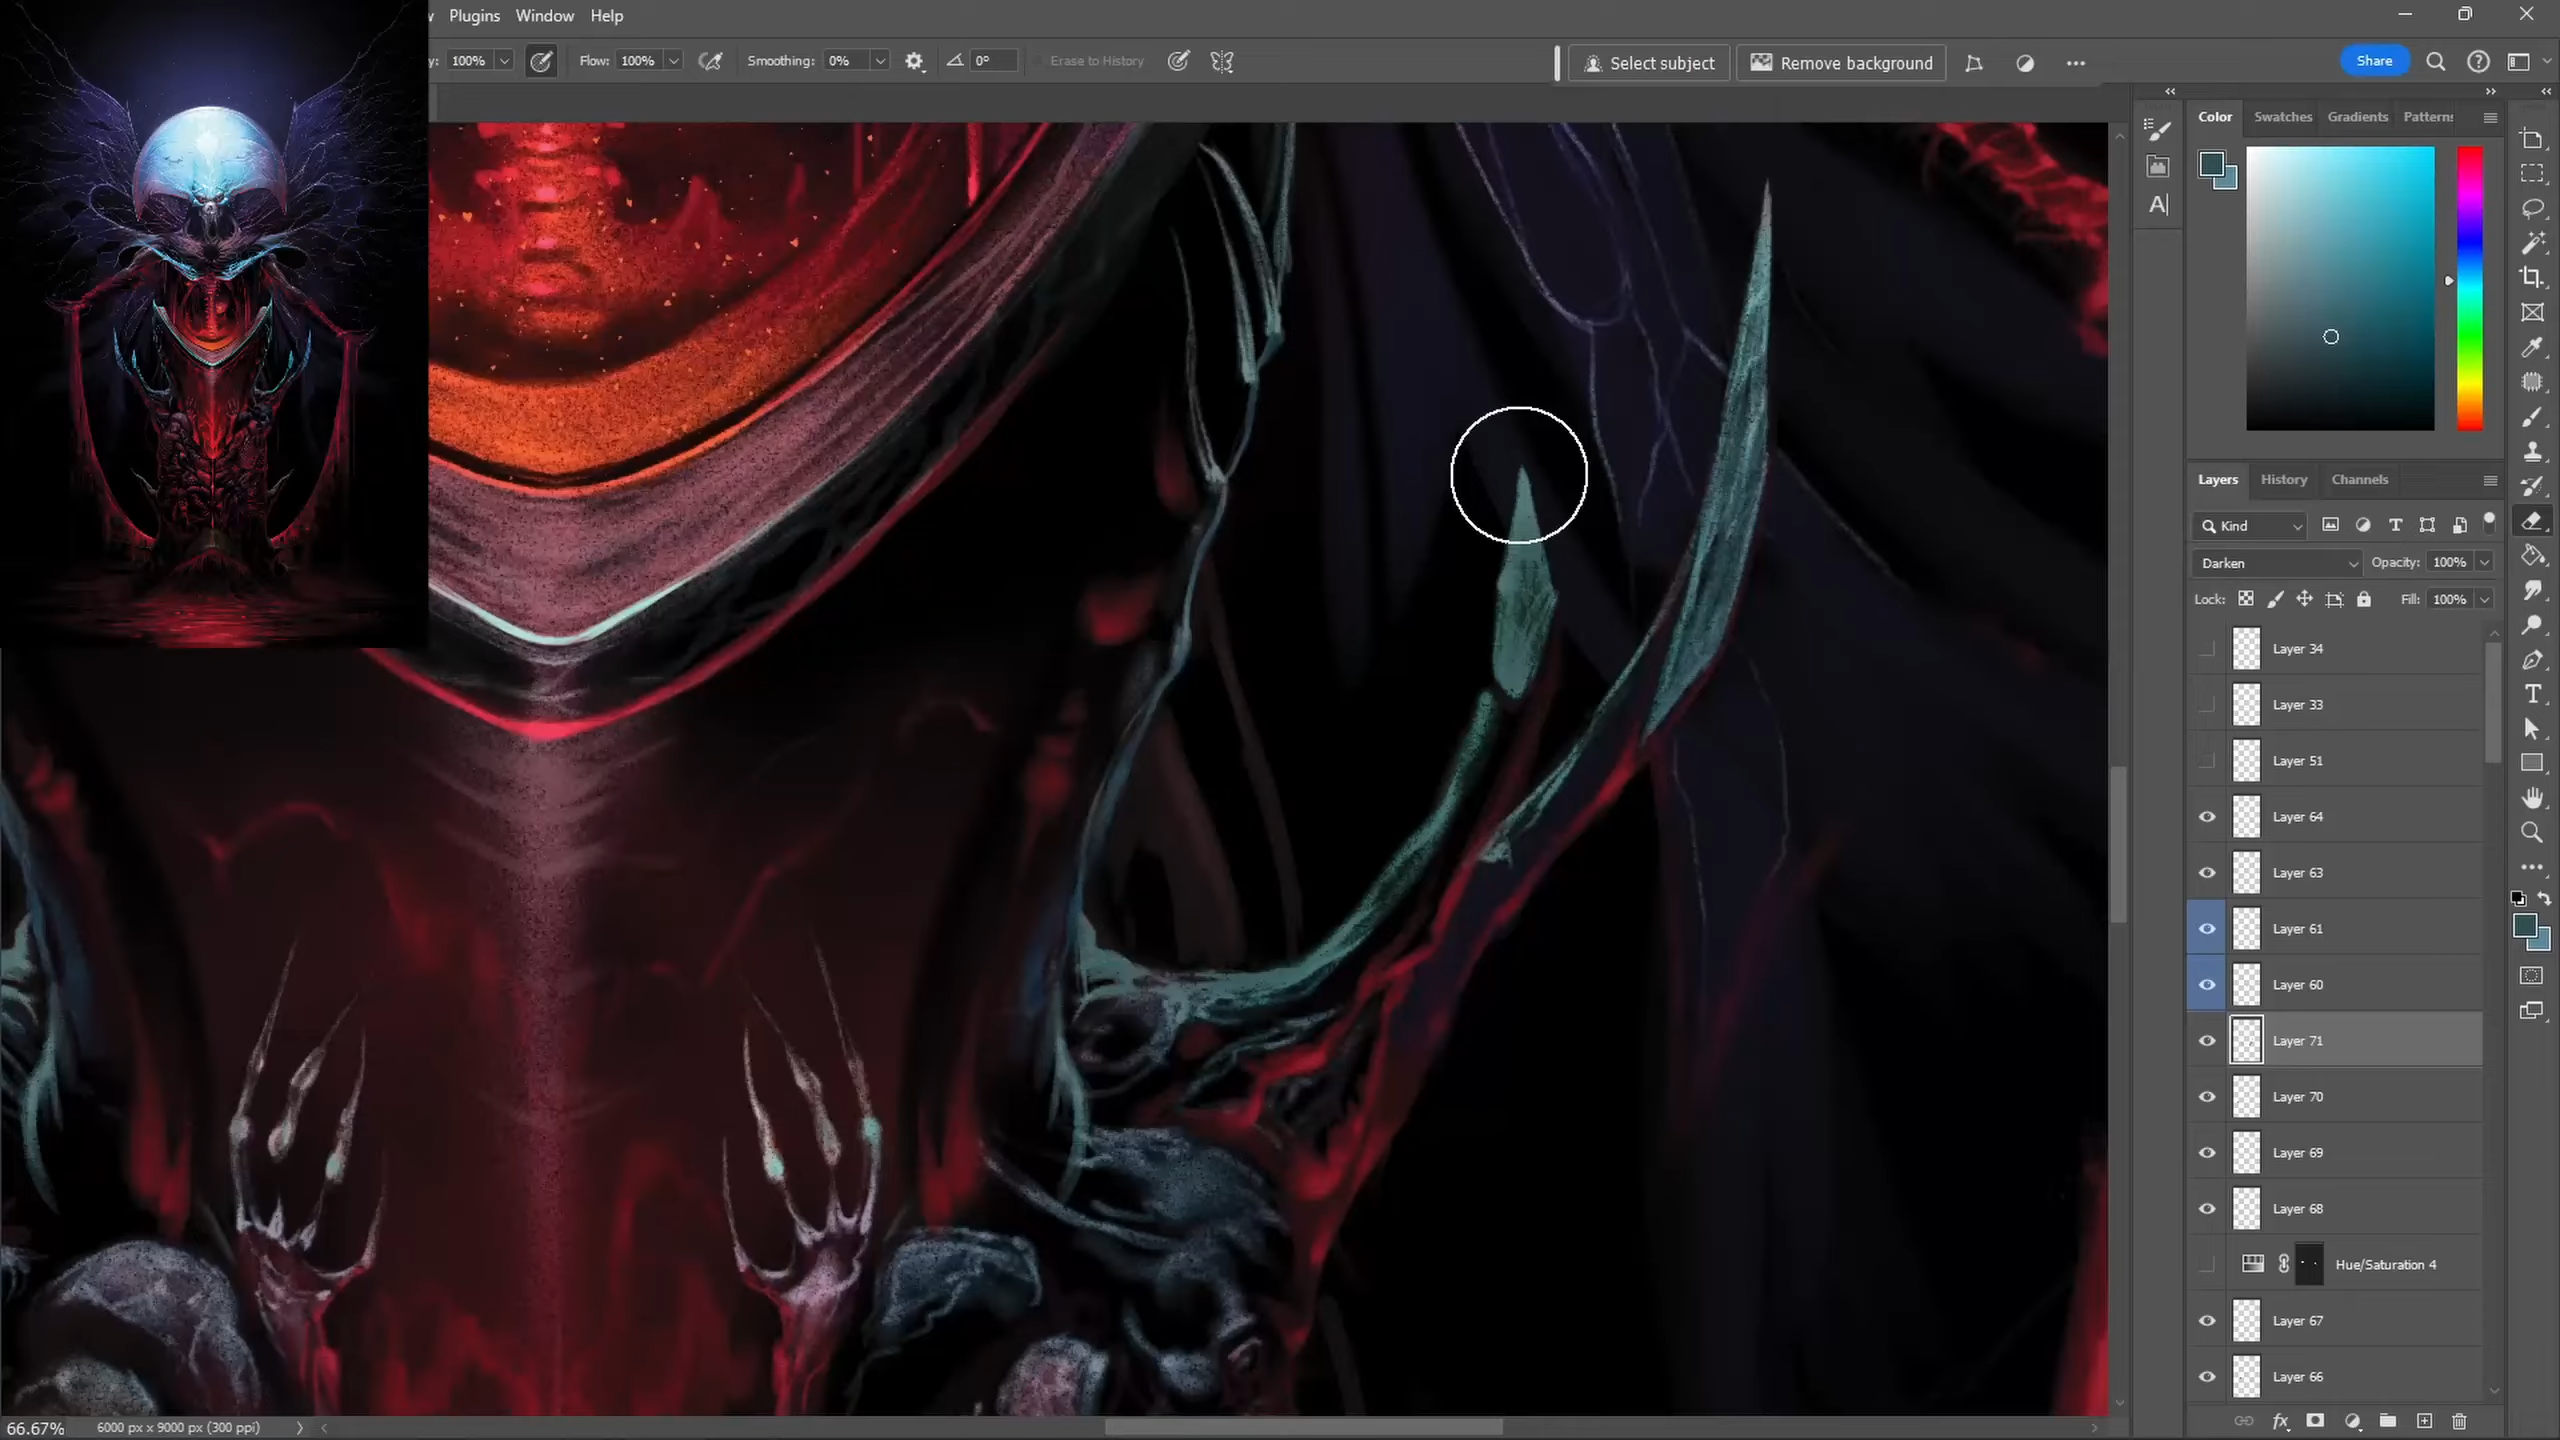 Plugins Window Help
100% Flow: 100% Smoothing: 0% 0° Erase to History
Select subject Remove background
Share
Color Swatches Gradients Patterns
Layers History Channels
Kind
Darken Opacity: 100%
Lock: Fill: 100%
Layer 34
Layer 33
Layer 51
Layer 64
Layer 63
Layer 61
Layer 60
Layer 71
Layer 70
Layer 69
Layer 68
Hue/Saturation 4
Layer 67
Layer 66
66.67% 6000 px x 9000 px (300 ppi)